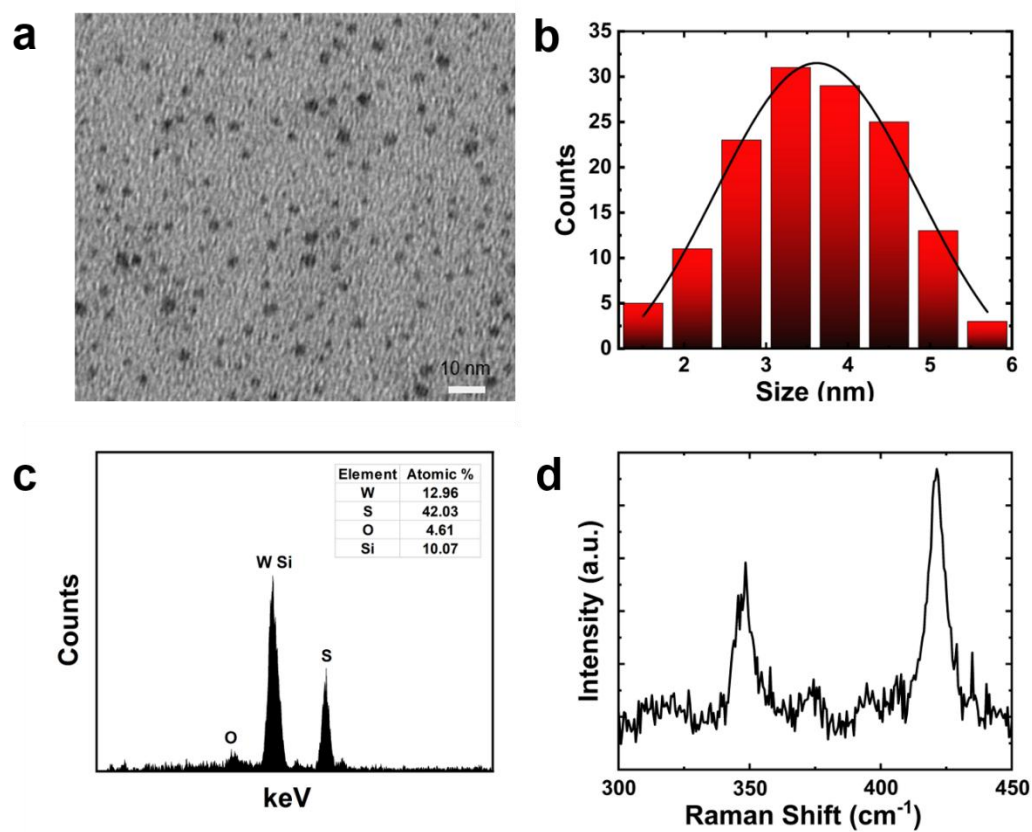 a
10 nm
b
35
30
25
20
15
10
5
0
Counts
2 3 4 5 6
Size (nm)
c
Element Atomic %
W 12.96
S 42.03
O 4.61
Si 10.07
W Si
S
O
Counts
keV
d
Intensity (a.u.)
300 350 400 450
Raman Shift (cm⁻¹)